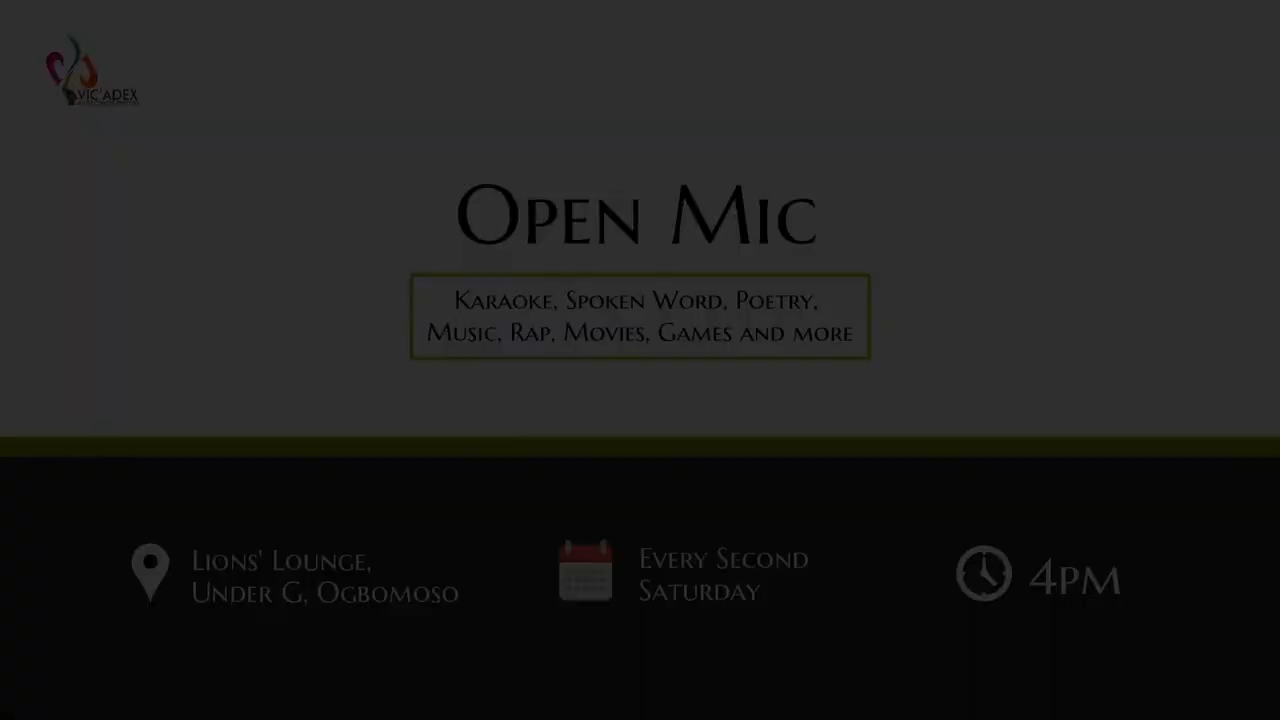 VIC'ADEX
Open Mic
Karaoke, Spoken Word, Poetry,
Music, Rap, Movies, Games and more
Lions' Lounge,
Under G, Ogbomoso
Every Second
Saturday
4pm